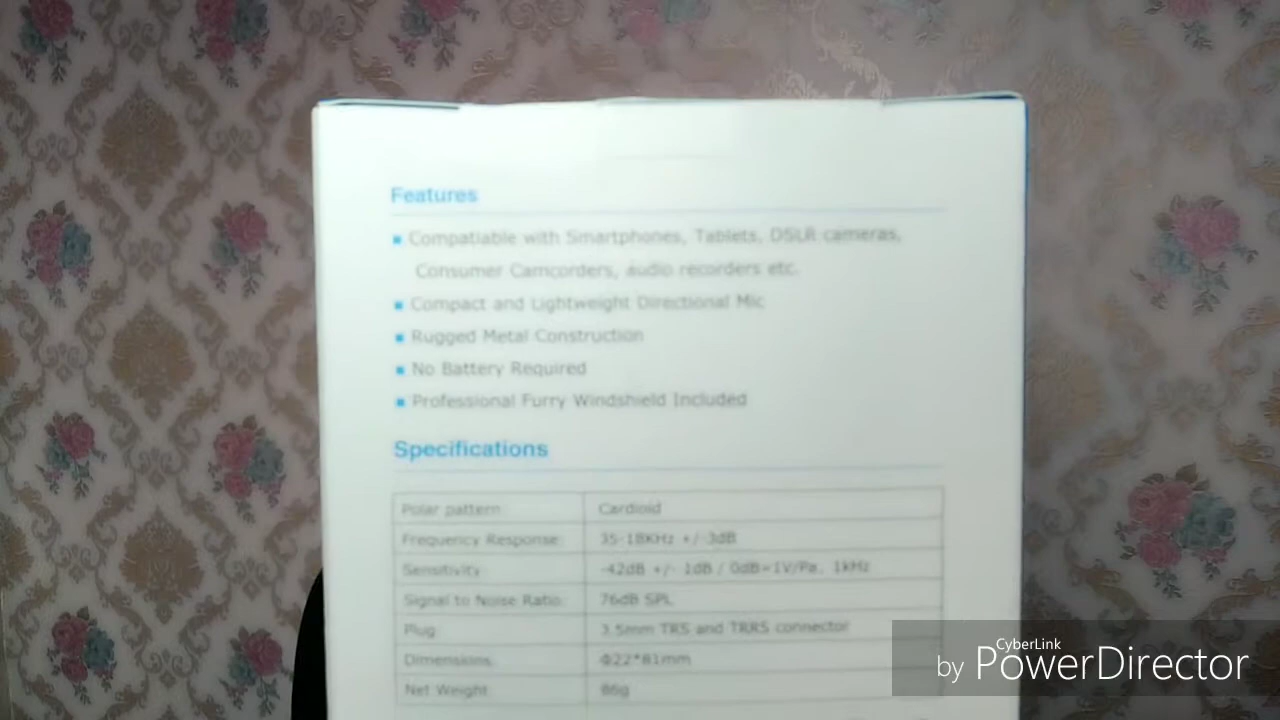 Features
Compatiable with Smartphones, Tablets, DSLR cameras,
Consumer Camcorders, audio recorders etc.
Compact and Lightweight Directional Mic
Rugged Metal Construction
No Battery Required
Professional Furry Windshield Included
Specifications
Polar pattern: Cardioid
Frequency Response: 35-18KHz +/- 3dB
Sensitivity: -42dB +/- 1dB / 0dB=1V/Pa, 1kHz
Signal to Noise Ratio: 76dB SPL
Plug: 3.5mm TRS and TRRS connector
Dimensions: Φ22*81mm
Net Weight: 86g
CyberLink
by PowerDirector